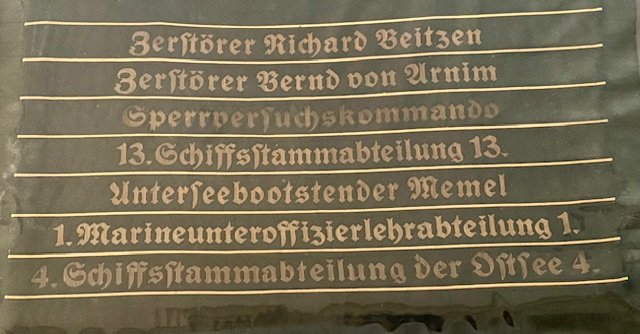 Zerstörer Richard Beitzen
Zerstörer Bernd von Arnim
Sperrversuchskommando
13. Schiffsstammabteilung 13.
Unterseebootstender Memel
1. Marineunteroffizierlehrabteilung 1.
4. Schiffsstammabteilung der Ostsee 4.